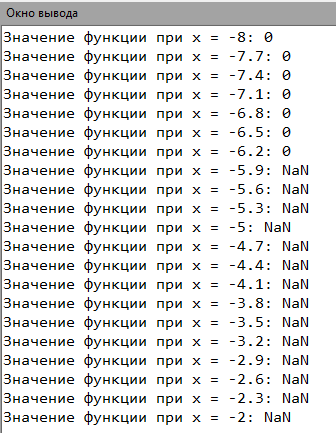 Окно вывода
Значение функции при x = -8: 0
Значение функции при x = -7.7: 0
Значение функции при x = -7.4: 0
Значение функции при x = -7.1: 0
Значение функции при x = -6.8: 0
Значение функции при x = -6.5: 0
Значение функции при x = -6.2: 0
Значение функции при x = -5.9: NaN
Значение функции при x = -5.6: NaN
Значение функции при x = -5.3: NaN
Значение функции при x = -5: NaN
Значение функции при x = -4.7: NaN
Значение функции при x = -4.4: NaN
Значение функции при x = -4.1: NaN
Значение функции при x = -3.8: NaN
Значение функции при x = -3.5: NaN
Значение функции при x = -3.2: NaN
Значение функции при x = -2.9: NaN
Значение функции при x = -2.6: NaN
Значение функции при x = -2.3: NaN
Значение функции при x = -2: NaN